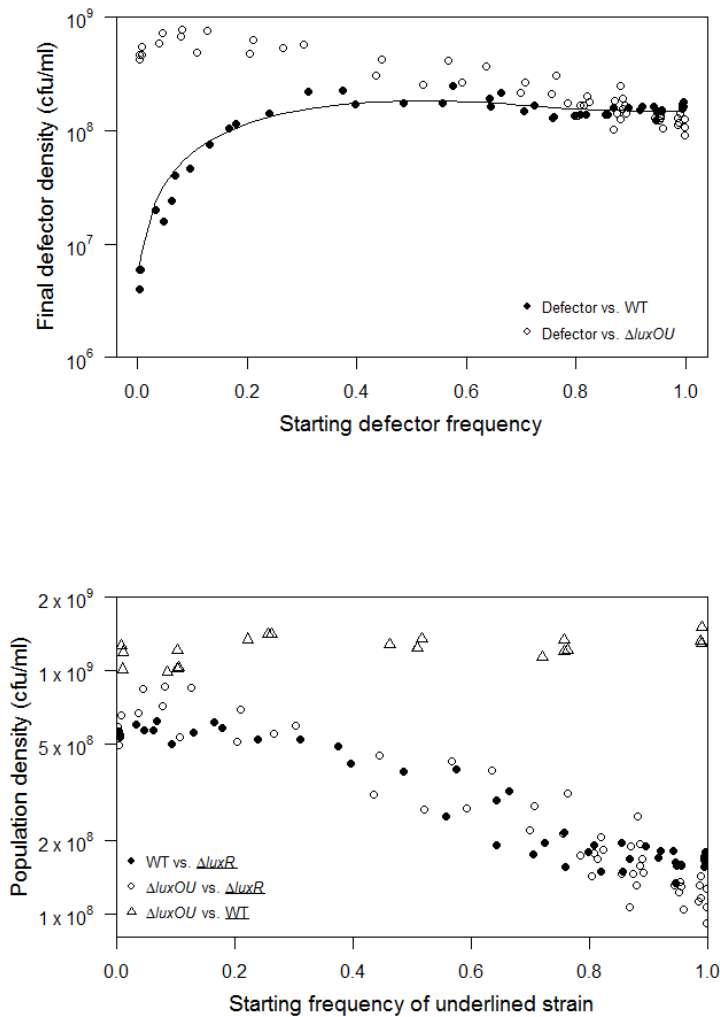 Final defector density (cfu/ml)
10⁹
10⁸
10⁷
10⁶
Defector vs. WT
Defector vs. ΔluxOU
0.0 0.2 0.4 0.6 0.8 1.0
Starting defector frequency
Population density (cfu/ml)
2 x 10⁹
1 x 10⁹
5 x 10⁸
2 x 10⁸
1 x 10⁸
WT vs. ΔluxR
ΔluxOU vs. ΔluxR
ΔluxOU vs. WT
0.0 0.2 0.4 0.6 0.8 1.0
Starting frequency of underlined strain